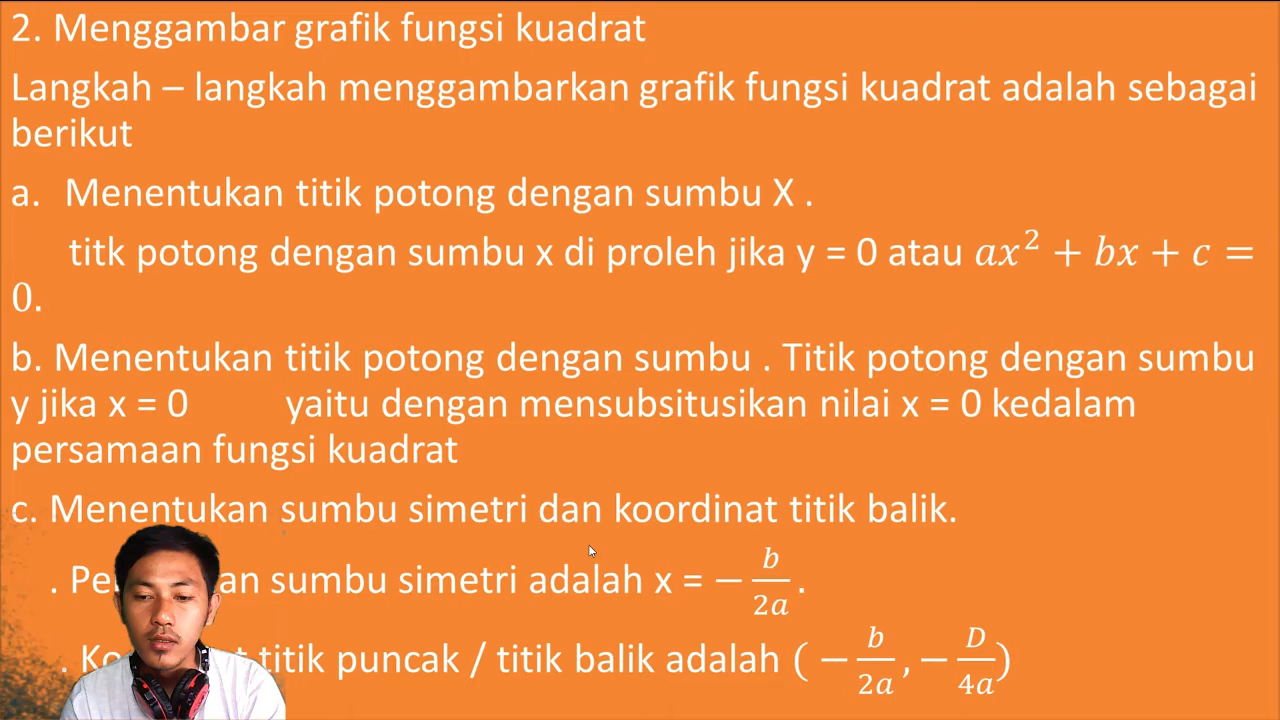 2. Menggambar grafik fungsi kuadrat
Langkah – langkah menggambarkan grafik fungsi kuadrat adalah sebagai
berikut
a. Menentukan titik potong dengan sumbu X .
titk potong dengan sumbu x di proleh jika y = 0 atau ax² + bx + c =
0.
b. Menentukan titik potong dengan sumbu . Titik potong dengan sumbu
y jika x = 0 yaitu dengan mensubsitusikan nilai x = 0 kedalam
persamaan fungsi kuadrat
c. Menentukan sumbu simetri dan koordinat titik balik.
. sumbu simetri adalah x = −b/2a.
. titik puncak / titik balik adalah (−b/2a, −D/4a)